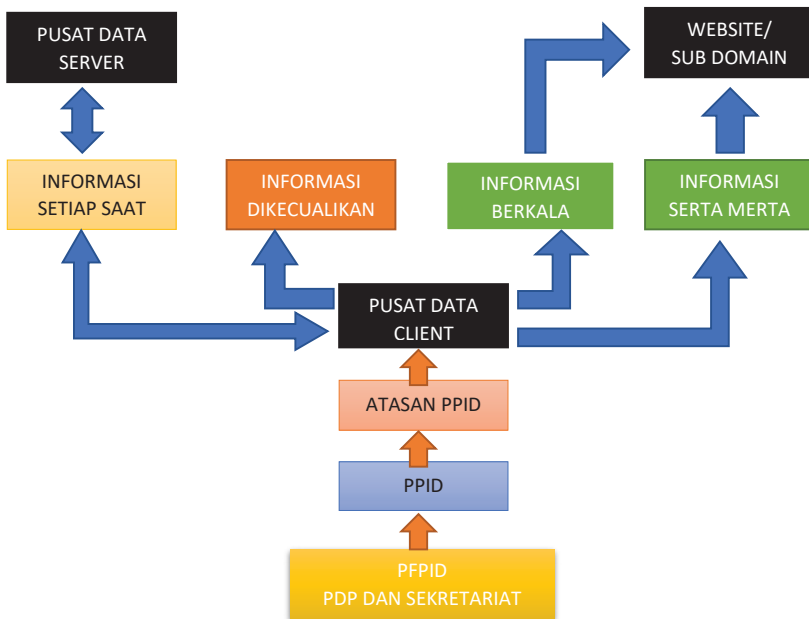 PUSAT DATA
SERVER
WEBSITE/
SUB DOMAIN
INFORMASI
SETIAP SAAT
INFORMASI
DIKECUALIKAN
INFORMASI
BERKALA
INFORMASI
SERTA MERTA
PUSAT DATA
CLIENT
ATASAN PPID
PPID
PFPID
PDP DAN SEKRETARIAT